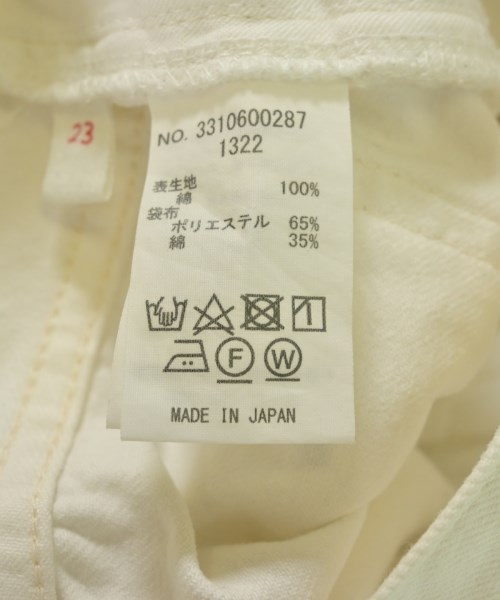 23
NO. 3310600287
1322
表生地
綿 100%
袋布
ポリエステル 65%
綿 35%
F W
MADE IN JAPAN